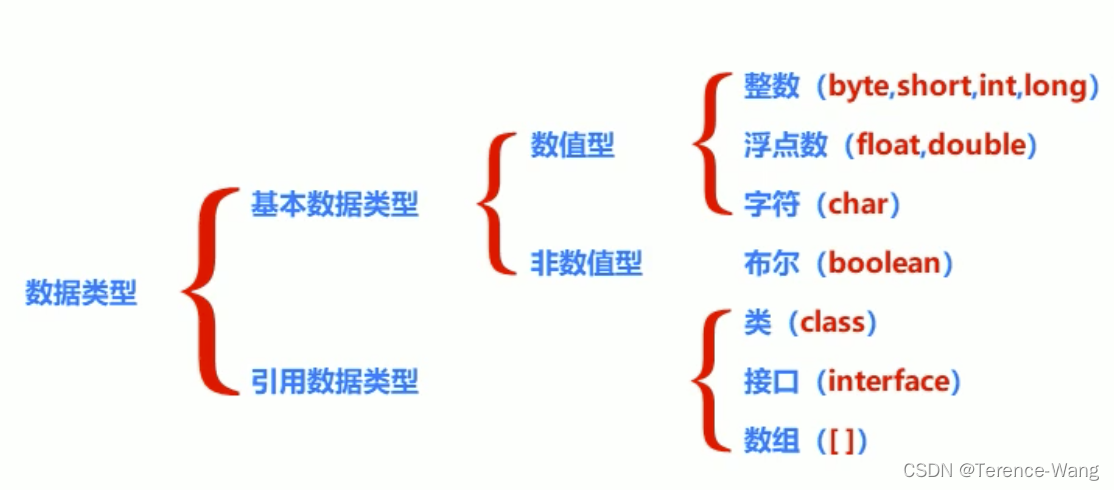 整数（byte,short,int,long）
数值型
浮点数（float,double）
基本数据类型
字符（char）
非数值型
布尔（boolean）
数据类型
类（class）
引用数据类型
接口（interface）
数组（[ ]）
CSDN @Terence-Wang